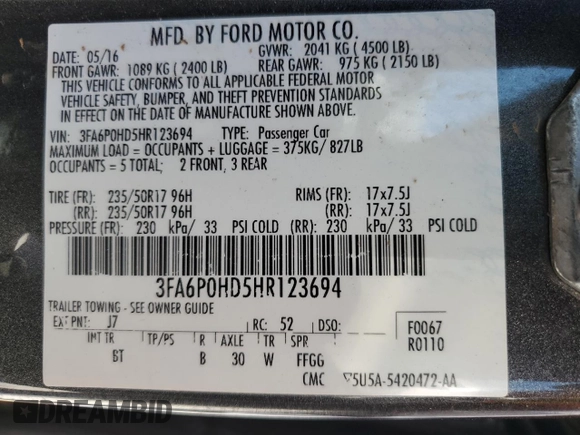 MFD. BY FORD MOTOR CO.
DATE: 05/16 GVWR: 2041 KG (4500 LB)
FRONT GAWR: 1089 KG (2400 LB) REAR GAWR: 975 KG (2150 LB)
THIS VEHICLE CONFORMS TO ALL APPLICABLE FEDERAL MOTOR
VEHICLE SAFETY, BUMPER, AND THEFT PREVENTION STANDARDS
IN EFFECT ON THE DATE OF MANUFACTURE SHOWN ABOVE.
VIN: 3FA6P0HD5HR123694 TYPE: Passenger Car
MAXIMUM LOAD = OCCUPANTS + LUGGAGE = 375KG/ 827LB
OCCUPANTS = 5 TOTAL; 2 FRONT, 3 REAR
TIRE (FR): 235/50R17 96H RIMS (FR): 17x7.5J
(RR): 235/50R17 96H (RR): 17x7.5J
PRESSURE (FR): 230 kPa/ 33 PSI COLD (RR): 230 kPa/ 33 PSI COLD
3FA6P0HD5HR123694
TRAILER TOWING - SEE OWNER GUIDE
EXT PNT: J7 RC: 52 DSO:
F0067
R0110
INT TR TP/PS R AXLE TR SPR
BT B 30 W FFGG
CMC 5U5A-5420472-AA
DREAMBID